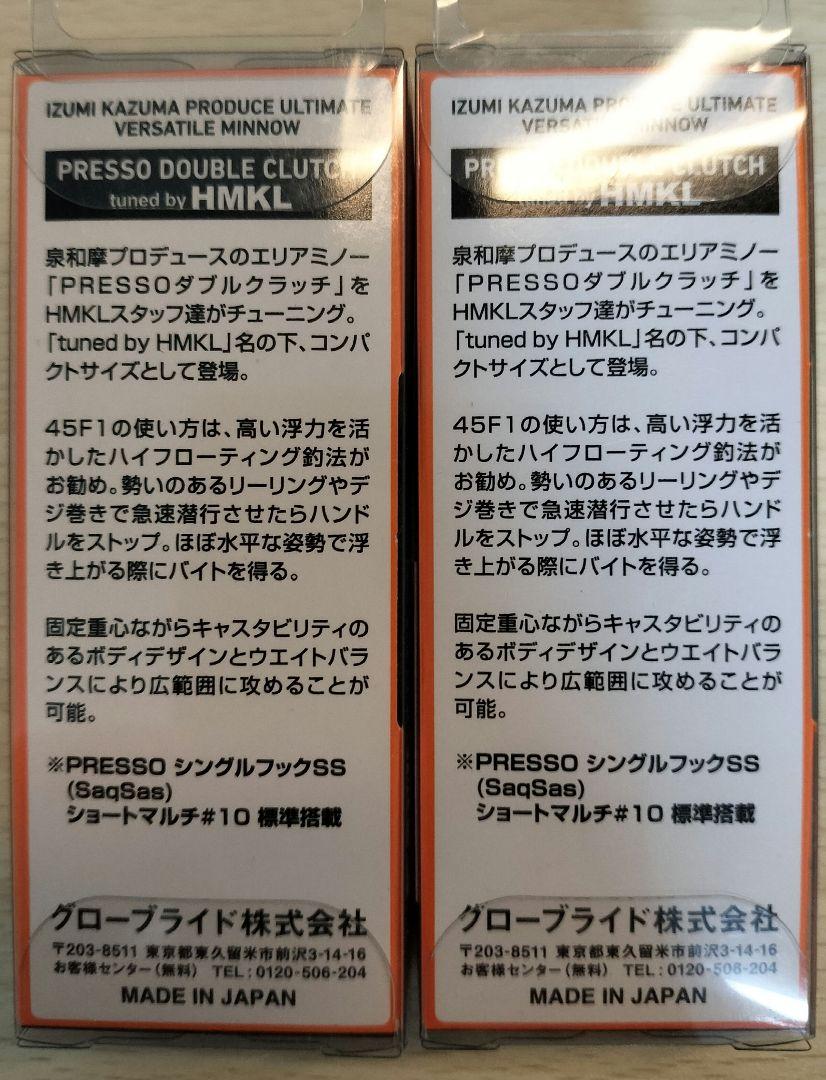 IZUMI KAZUMA PRODUCE ULTIMATE
VERSATILE MINNOW
PRESSO DOUBLE CLUTCH
tuned by HMKL
泉和摩プロデュースのエリアミノー
「PRESSOダブルクラッチ」を
HMKLスタッフ達がチューニング。
「tuned by HMKL」名の下、コンパ
クトサイズとして登場。
45F1の使い方は、高い浮力を活
かしたハイフローティング釣法が
お勧め。勢いのあるリーリングやデ
ジ巻きで急速潜行させたらハンド
ルをストップ。ほぼ水平な姿勢で浮
き上がる際にバイトを得る。
固定重心ながらキャスタビリティの
あるボディデザインとウエイトバラ
ンスにより広範囲に攻めることが
可能。
※PRESSO シングルフックSS
(SaqSas)
ショートマルチ#10 標準搭載
グローブライド株式会社
〒203-8511 東京都東久留米市前沢3-14-16
お客様センター(無料) TEL:0120-506-204
MADE IN JAPAN
IZUMI KAZUMA PRODUCE ULTIMATE
VERSATILE MINNOW
PRESSO DOUBLE CLUTCH
tuned by HMKL
泉和摩プロデュースのエリアミノー
「PRESSOダブルクラッチ」を
HMKLスタッフ達がチューニング。
「tuned by HMKL」名の下、コンパ
クトサイズとして登場。
45F1の使い方は、高い浮力を活
かしたハイフローティング釣法が
お勧め。勢いのあるリーリングやデ
ジ巻きで急速潜行させたらハンド
ルをストップ。ほぼ水平な姿勢で浮
き上がる際にバイトを得る。
固定重心ながらキャスタビリティの
あるボディデザインとウエイトバラ
ンスにより広範囲に攻めることが
可能。
※PRESSO シングルフックSS
(SaqSas)
ショートマルチ#10 標準搭載
グローブライド株式会社
〒203-8511 東京都東久留米市前沢3-14-16
お客様センター(無料) TEL:0120-506-204
MADE IN JAPAN